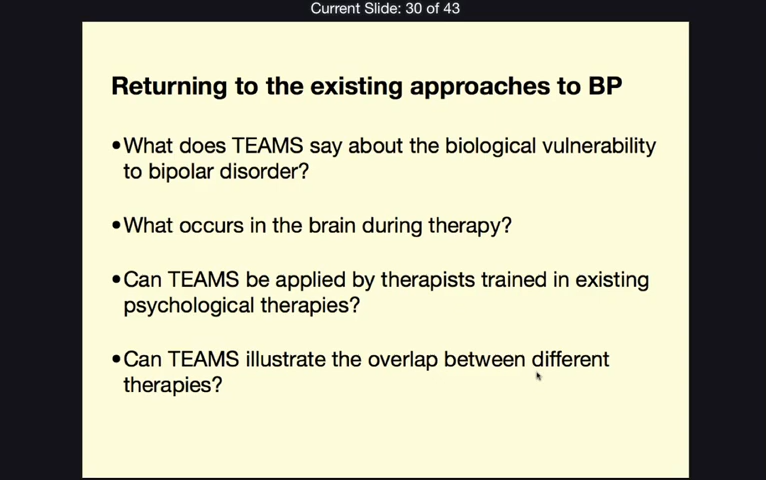 Current Slide: 30 of 43
Returning to the existing approaches to BP
•What does TEAMS say about the biological vulnerability
to bipolar disorder?
•What occurs in the brain during therapy?
•Can TEAMS be applied by therapists trained in existing
psychological therapies?
•Can TEAMS illustrate the overlap between different
therapies?